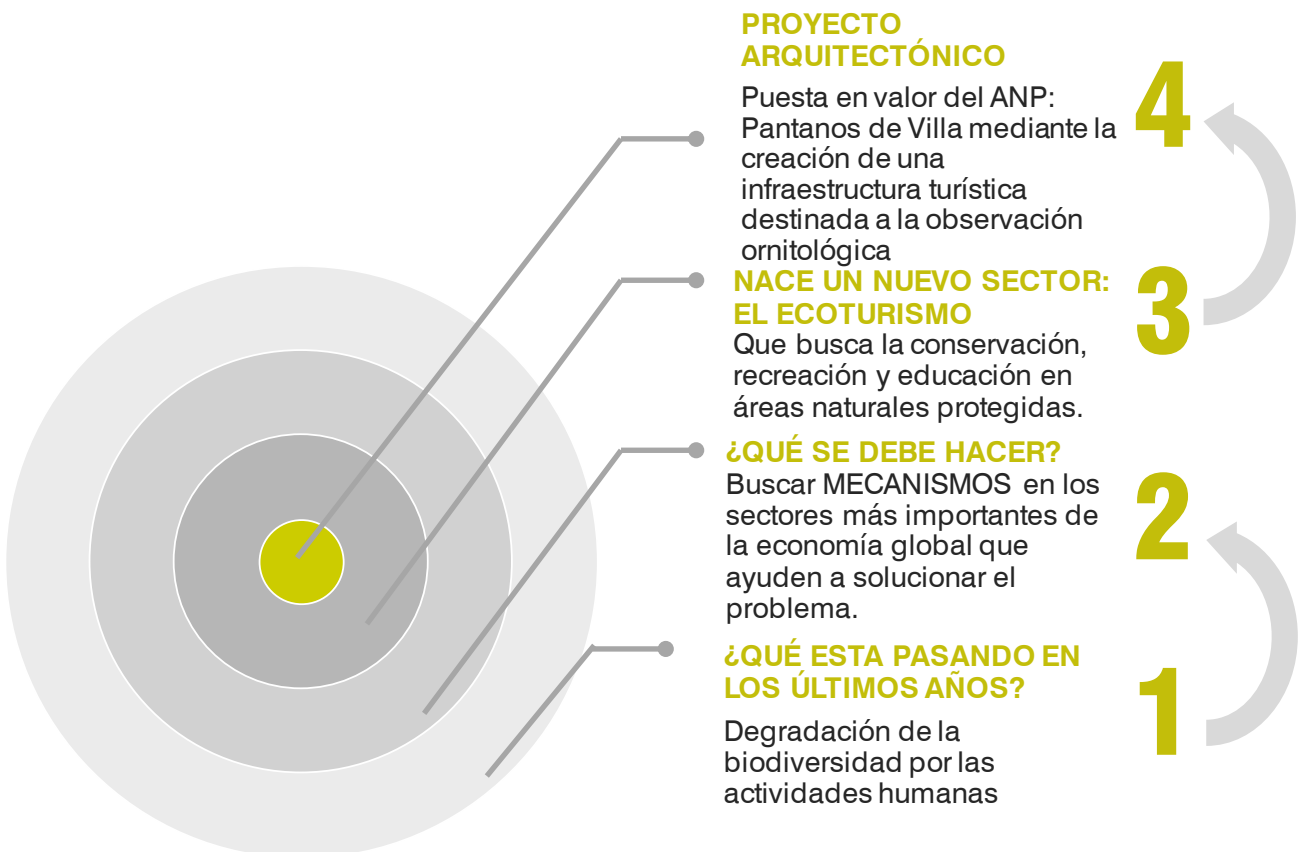 PROYECTO
ARQUITECTÓNICO
Puesta en valor del ANP:
Pantanos de Villa mediante la
creación de una
infraestructura turística
destinada a la observación
ornitológica
4
NACE UN NUEVO SECTOR:
EL ECOTURISMO
Que busca la conservación,
recreación y educación en
áreas naturales protegidas.
3
¿QUÉ SE DEBE HACER?
Buscar MECANISMOS en los
sectores más importantes de
la economía global que
ayuden a solucionar el
problema.
2
¿QUÉ ESTA PASANDO EN
LOS ÚLTIMOS AÑOS?
Degradación de la
biodiversidad por las
actividades humanas
1